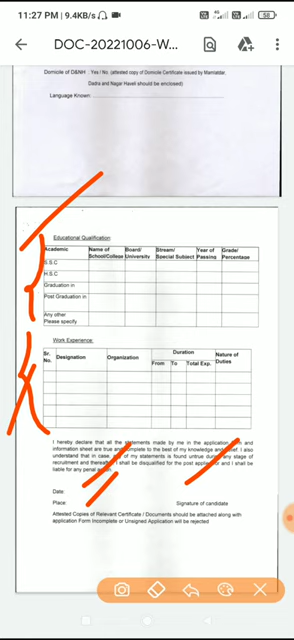 11:27 PM | 9.4KB/s
4G
58
DOC-20221006-W...
Domicile of D&NH : Yes / No. (attested copy of Domicile Certificate issued by Mamlatdar,
Dadra and Nagar Haveli should be enclosed)
Language Known:
Educational Qualification
Academic Name of School/College Board/ University Stream/ Special Subject Year of Passing Grade/ Percentage
S.S.C
H.S.C
Graduation in
Post Graduation in
Any other
Please specify
Work Experience:
Sr. No. Designation Organization Duration Nature of Duties
From To Total Exp.
I hereby declare that all the statements made by me in the application and
information sheet are true and complete to the best of my knowledge and belief. I also
understand that in case, any of my statements is found untrue during any stage of
recruitment and thereafter, I shall be disqualified for the post applied for and I shall be
liable for any penal
Date:
Place: Signature of candidate
Attested Copies of Relevant Certificate / Documents should be attached along with
application Form Incomplete or Unsigned Application will be rejected